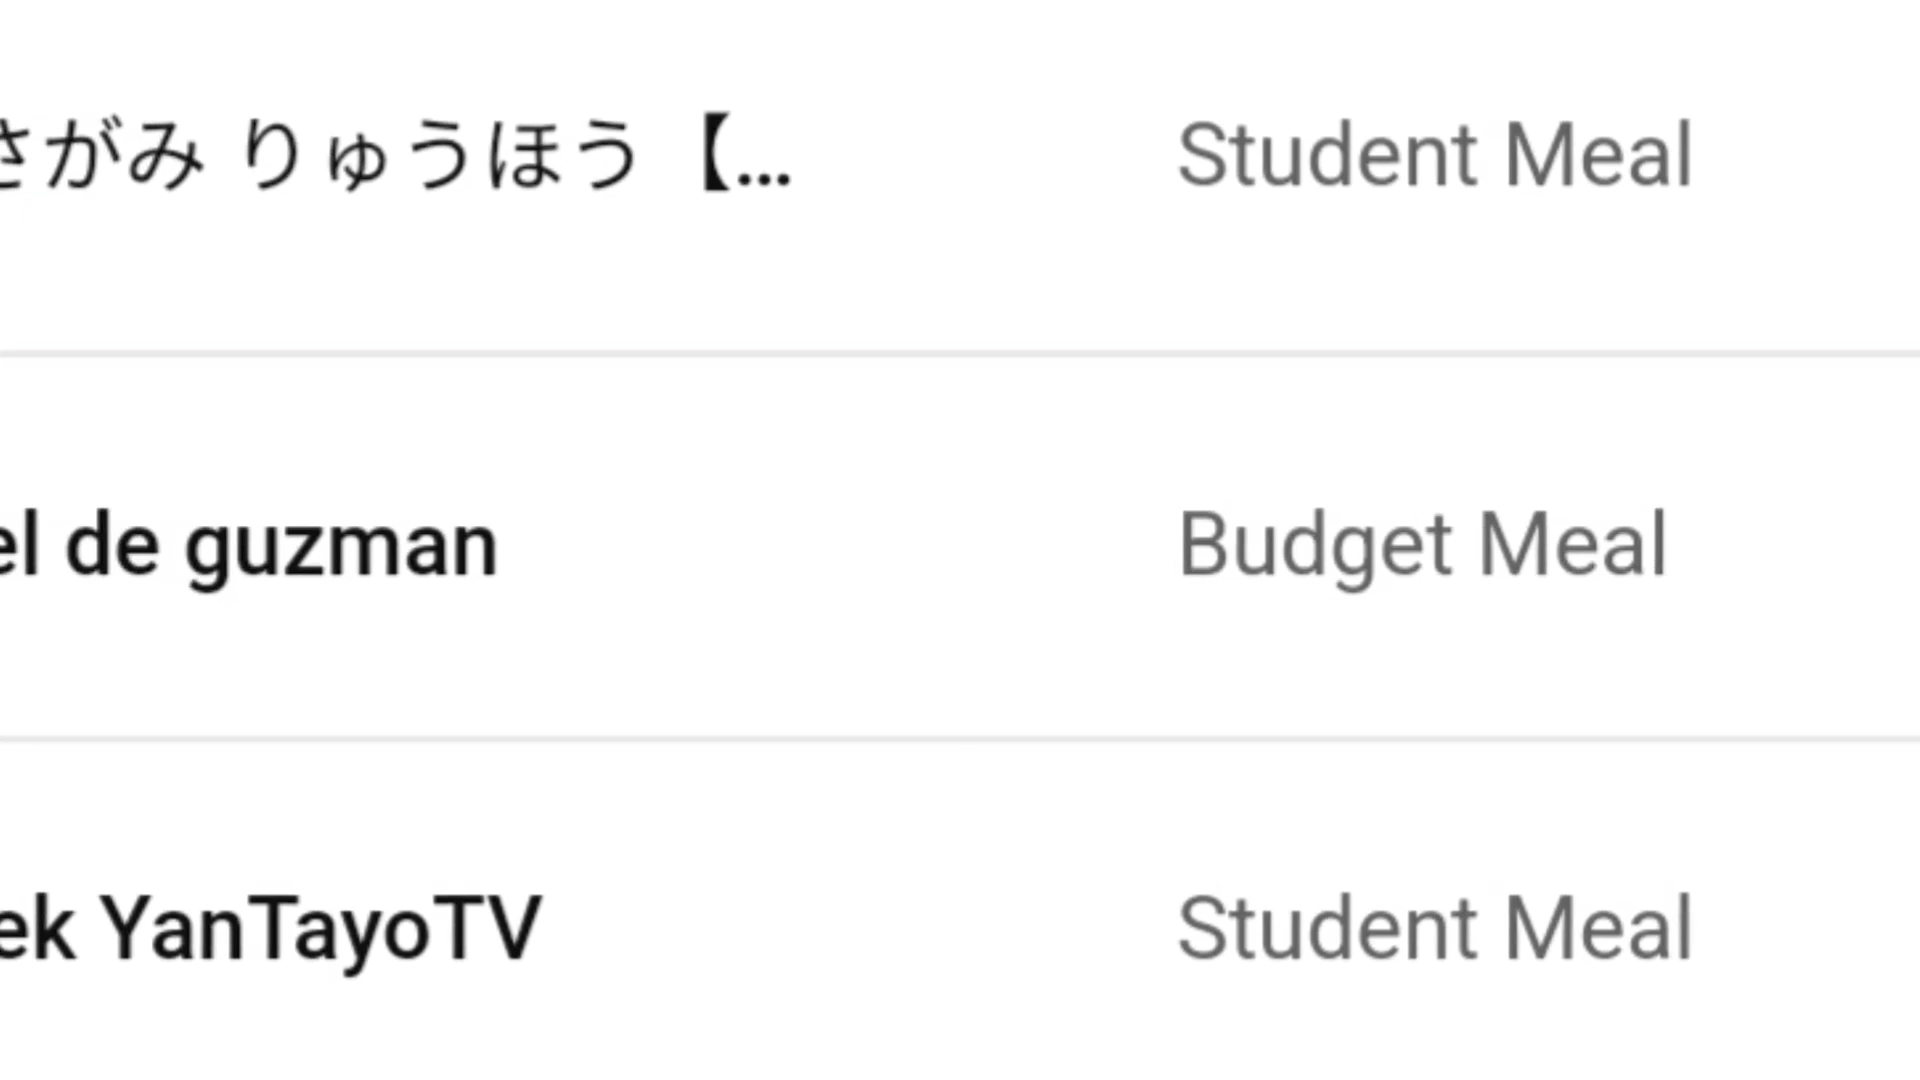 さがみ りゅうほう【... Student Meal
el de guzman Budget Meal
ek YanTayoTV Student Meal